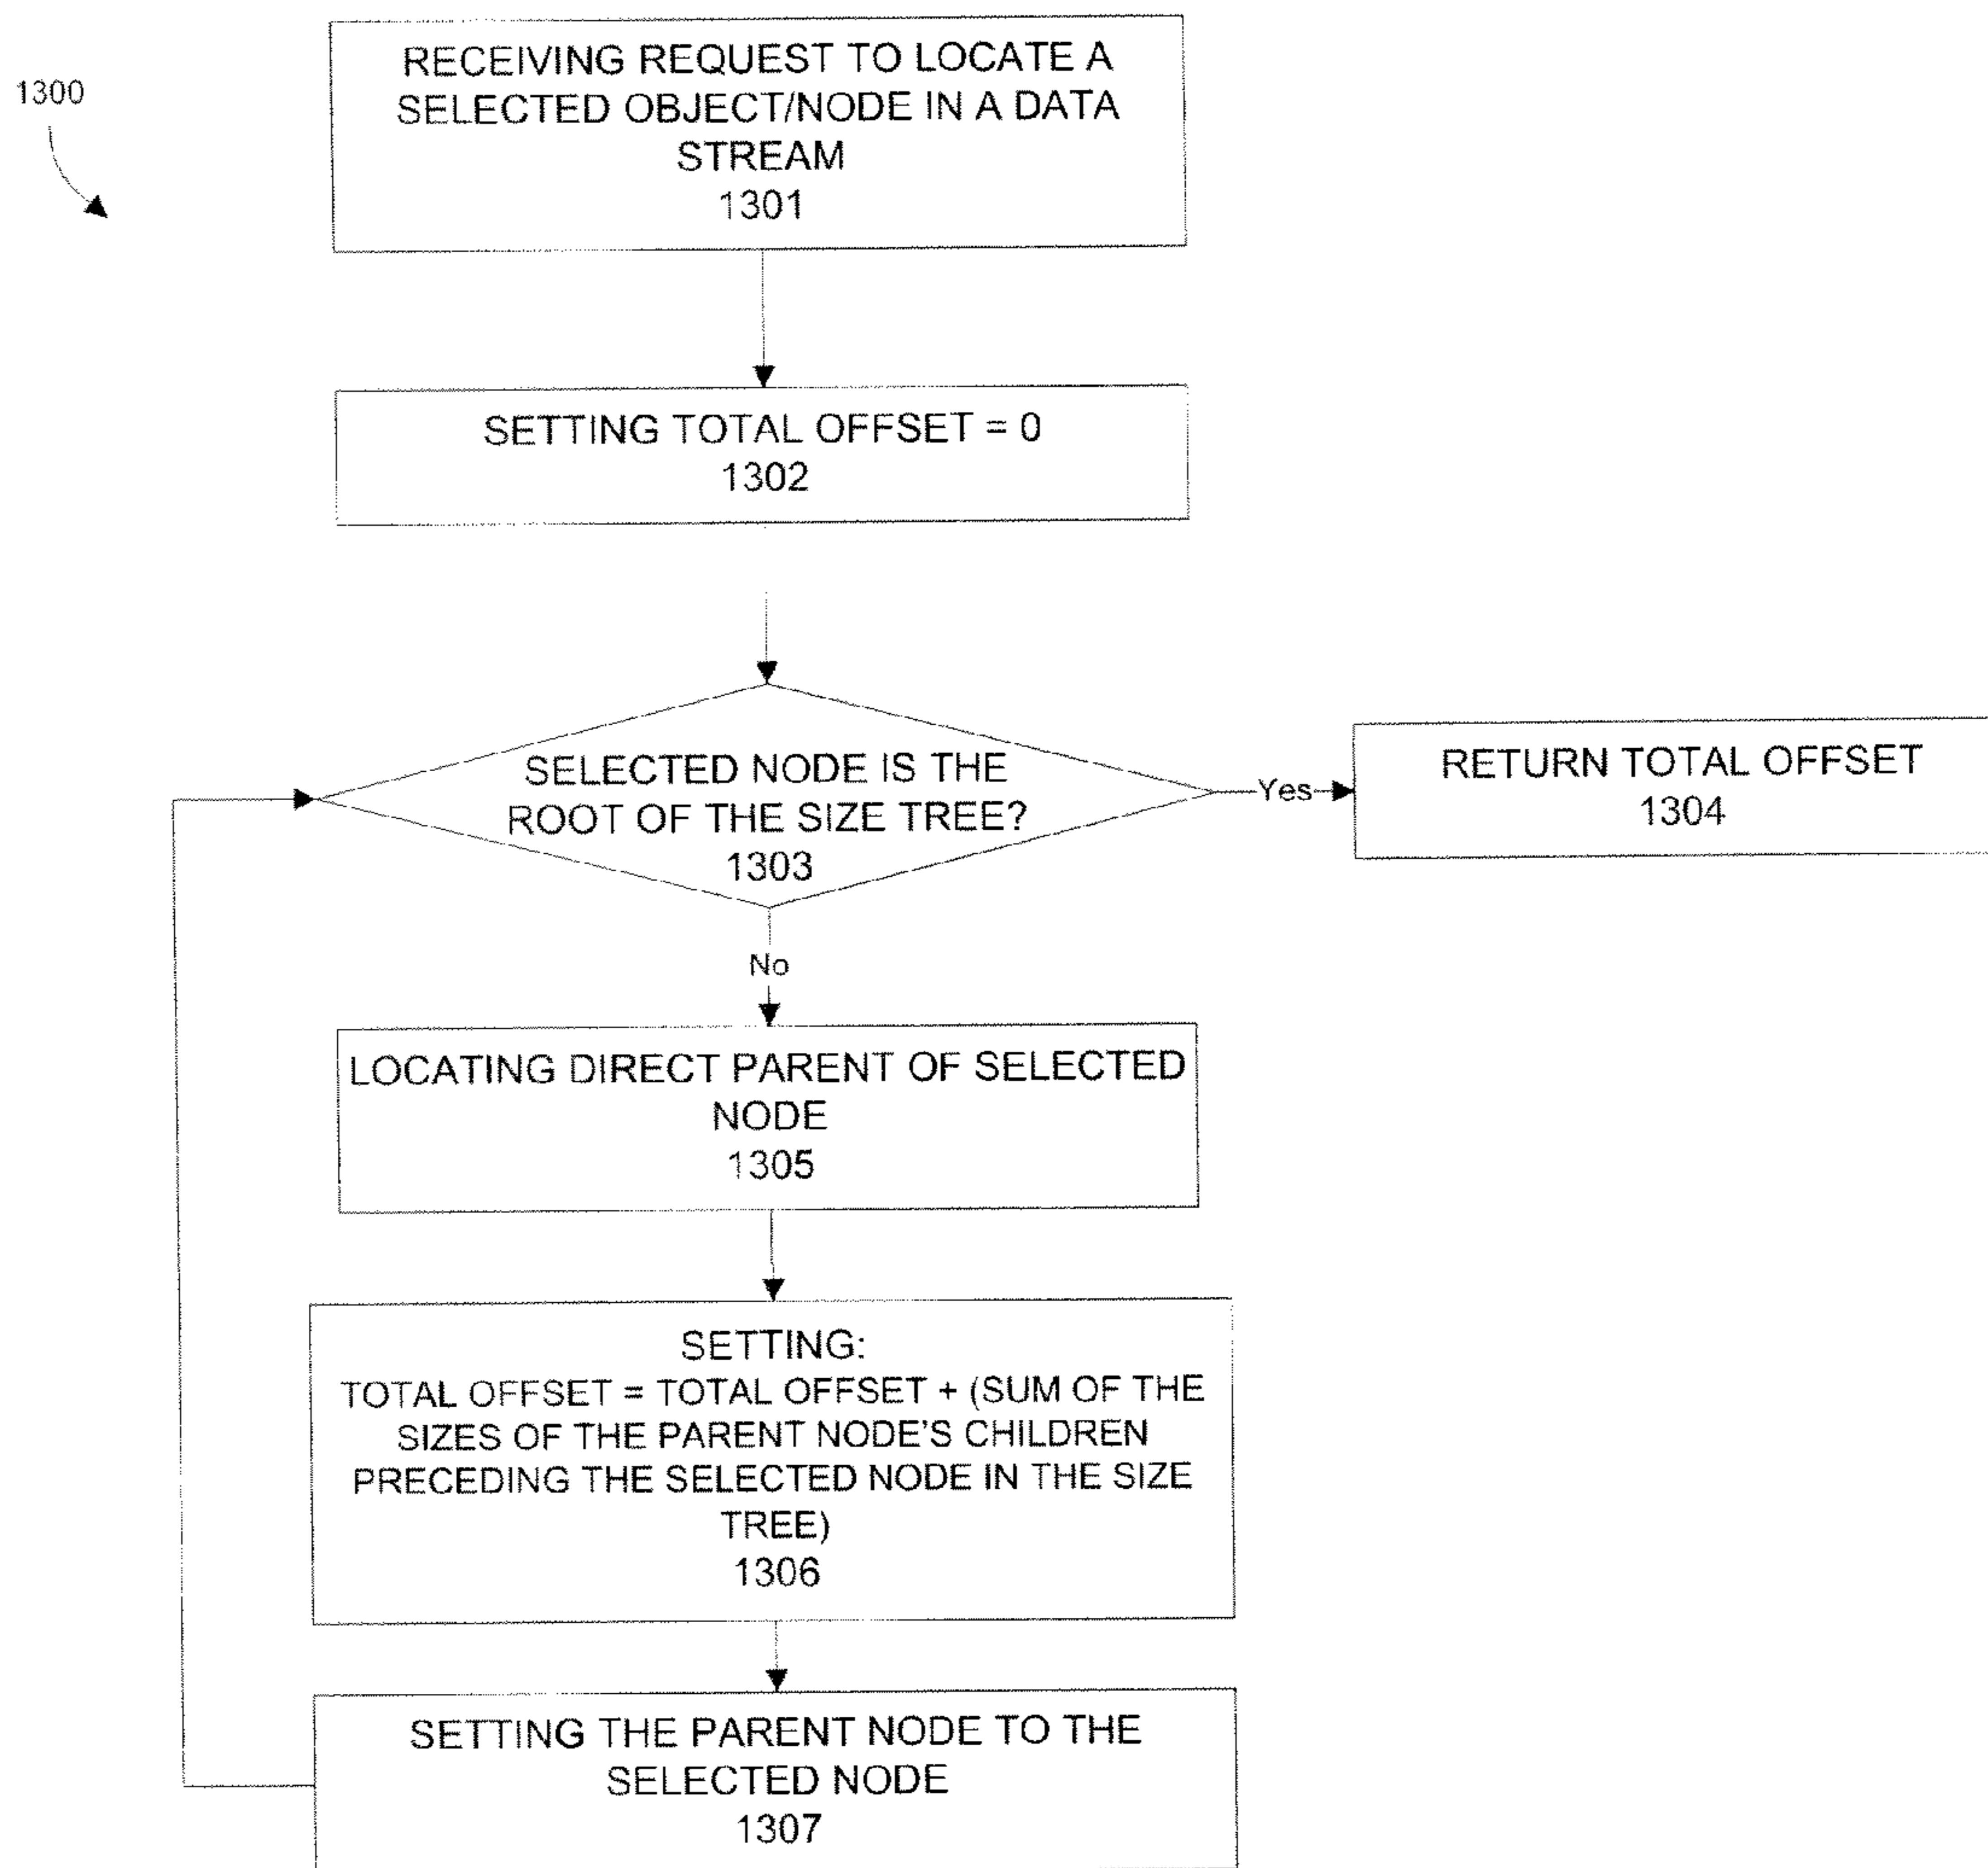 1300
RECEIVING REQUEST TO LOCATE A
SELECTED OBJECT/NODE IN A DATA
STREAM
1301
SETTING TOTAL OFFSET = 0
1302
SELECTED NODE IS THE
ROOT OF THE SIZE TREE?
1303
Yes
RETURN TOTAL OFFSET
1304
No
LOCATING DIRECT PARENT OF SELECTED
NODE
1305
SETTING:
TOTAL OFFSET = TOTAL OFFSET + (SUM OF THE
SIZES OF THE PARENT NODE'S CHILDREN
PRECEDING THE SELECTED NODE IN THE SIZE
TREE)
1306
SETTING THE PARENT NODE TO THE
SELECTED NODE
1307